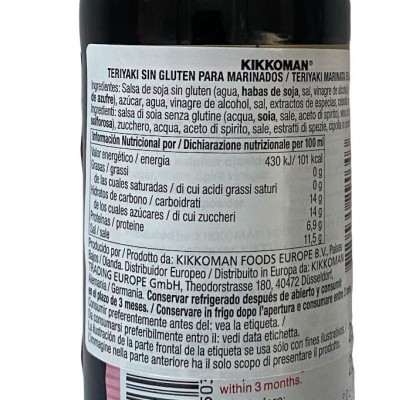 KIKKOMAN®
TERIYAKI SIN GLUTEN PARA MARINADOS / TERIYAKI MARINATA
Ingredientes: Salsa de soja sin gluten (agua, habas de soja, sal, vinagre de
de azufre), azúcar, agua, vinagre de alcohol, sal, extractos de especias,
Ingredienti: salsa di soia senza glutine (acqua, soia, sale, aceto di
solforosa), zucchero, acqua, aceto di spirito, sale, estratti di spezie,
Información Nutricional por / Dichiarazione nutrizionale per 100 ml
Valor energético / energia 430 kJ/ 101 kcal
Grasas / grassi 0 g
de las cuales saturadas / di cui acidi grassi saturi 0 g
Hidratos de carbono / carboidrati 14 g
de los cuales azúcares / di cui zuccheri 14 g
Proteínas / proteine 6,9 g
Sal / sale 11,5 g
Producido por / Prodotto da: KIKKOMAN FOODS EUROPE B.V., Países
Bajos / Olanda. Distribuidor Europeo / Distribuito in Europa da: KIKKOMAN
TRADING EUROPE GmbH, Theodorstrasse 180, 40472 Düsseldorf,
Alemania / Germania. Conservar refrigerado después de abierto y consumir
en el plazo de 3 meses. / Conservare in frigo dopo l'apertura e consumare entro
Consumir preferentemente antes del: vea la etiqueta. /
Da consumarsi preferibilmente entro il: vedi data etichetta.
La imagen de la parte frontal de la etiqueta se usa sólo con fines ilustrativos /
L'immagine nella parte anteriore ha il solo scopo di presentare il prodotto.
within 3 months.